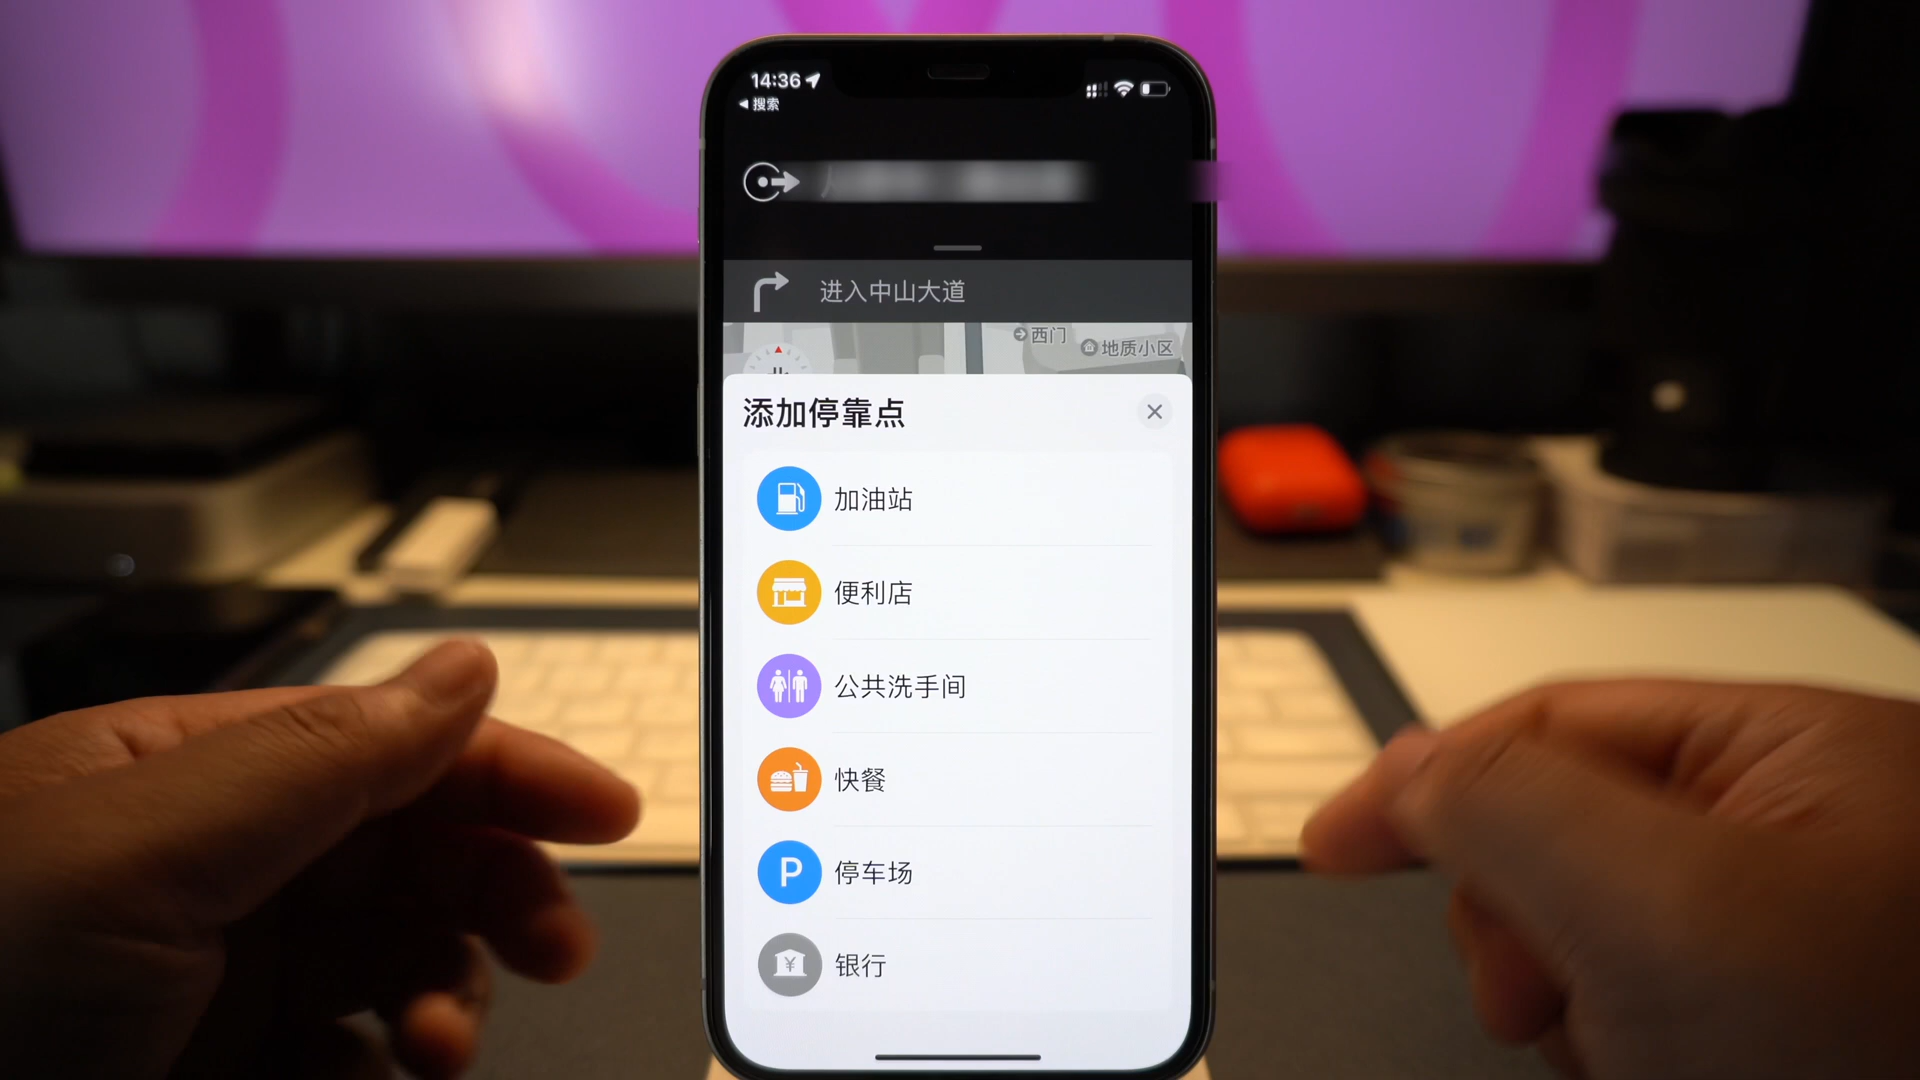 14:36
搜索
进入中山大道
西门
地质小区
北
添加停靠点
加油站
便利店
公共洗手间
快餐
P
停车场
¥
银行